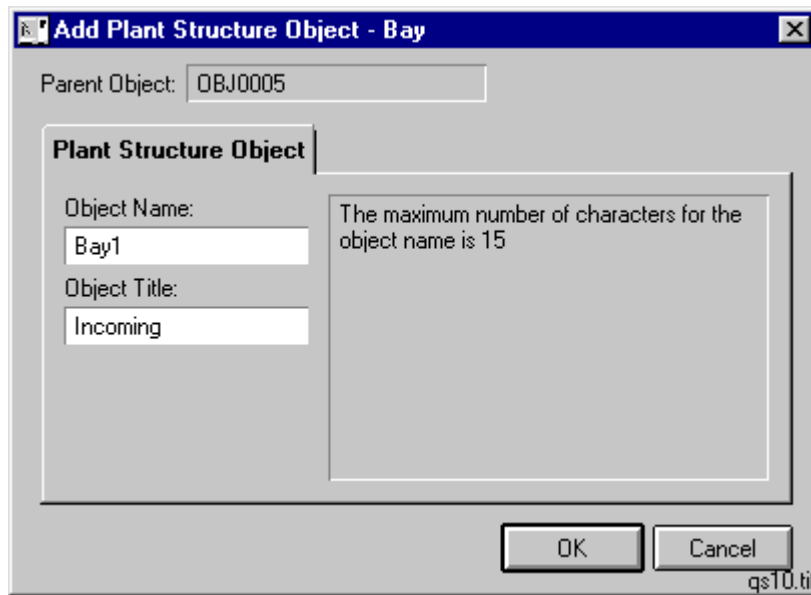 Add Plant Structure Object - Bay
Parent Object: OBJ0005
Plant Structure Object
Object Name:
Bay1
Object Title:
Incoming
The maximum number of characters for the
object name is 15
OK
Cancel
qs10.ti